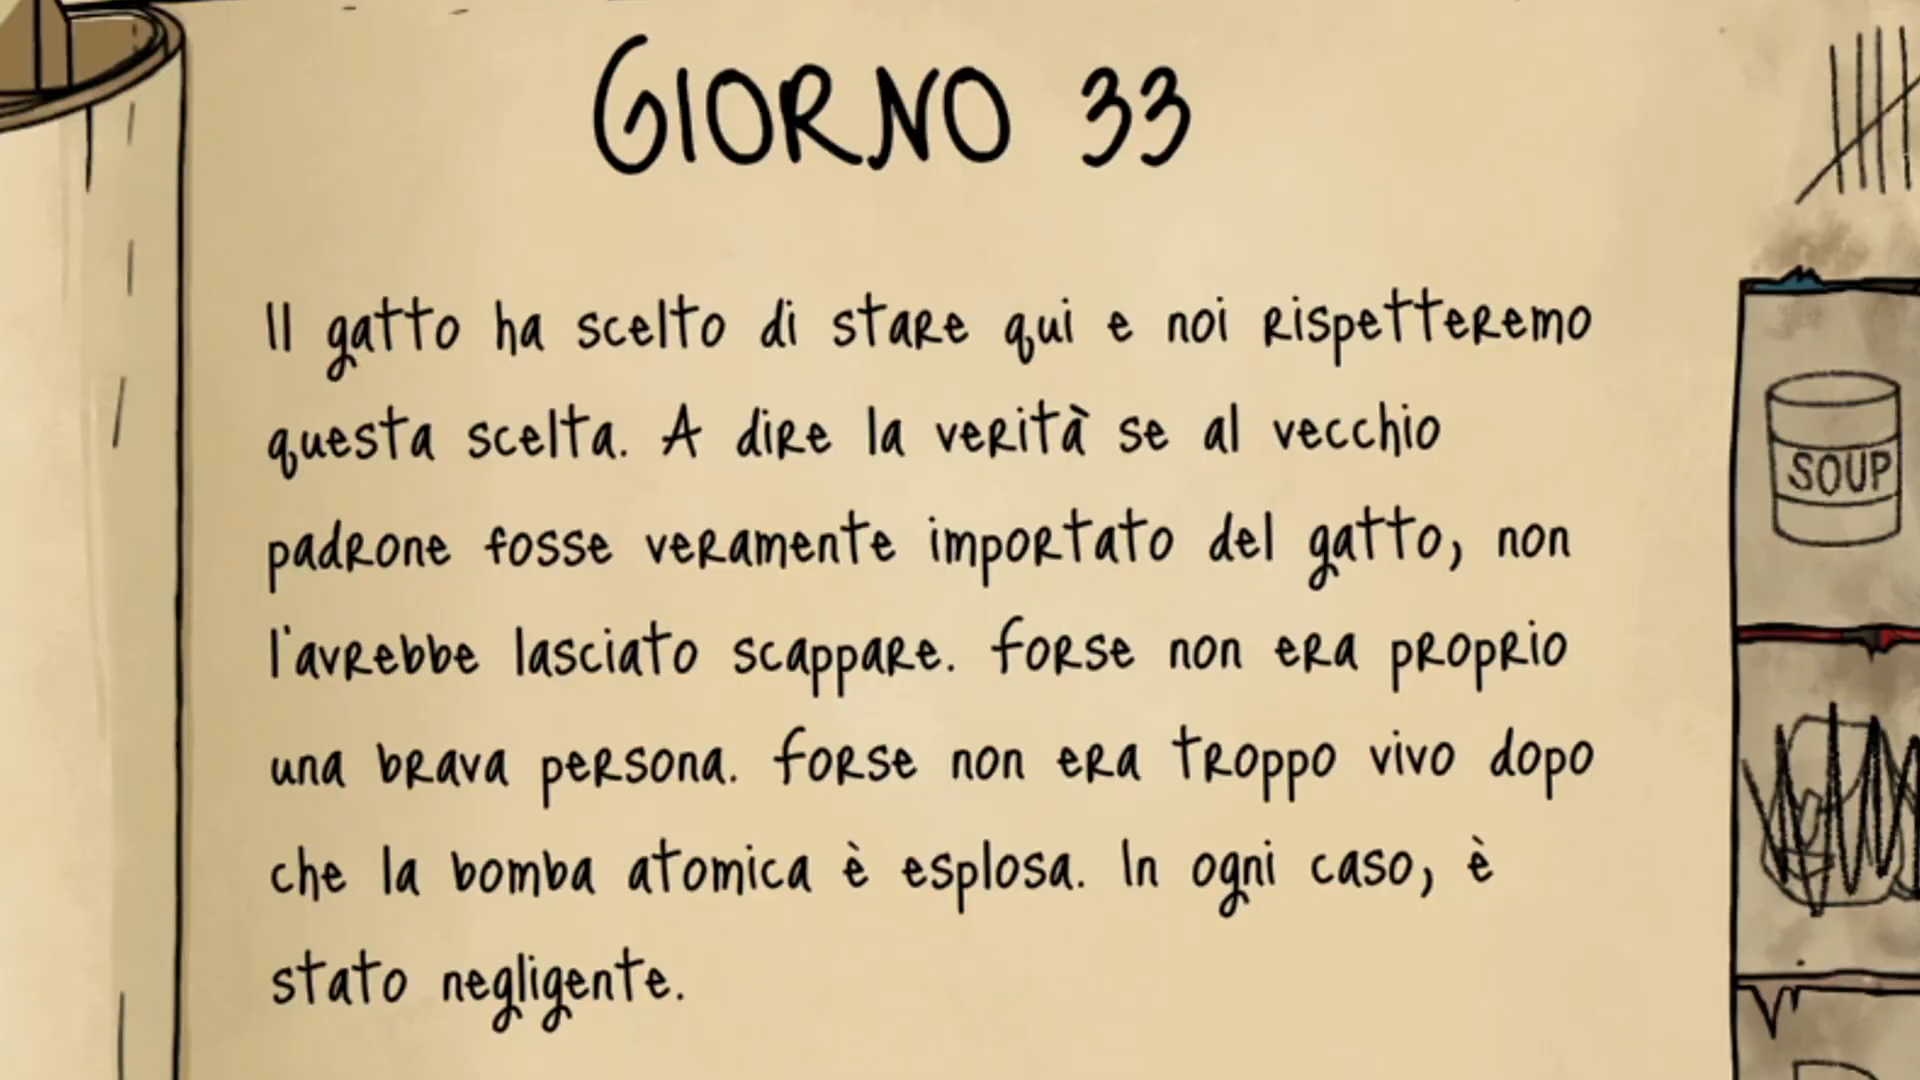 GIORNO 33
Il gatto ha scelto di stare qui e noi rispetteremo
questa scelta. A dire la verità se al vecchio
padrone fosse veramente importato del gatto, non
l'avrebbe lasciato scappare. Forse non era proprio
una brava persona. Forse non era troppo vivo dopo
che la bomba atomica è esplosa. In ogni caso, è
stato negligente.
SOUP